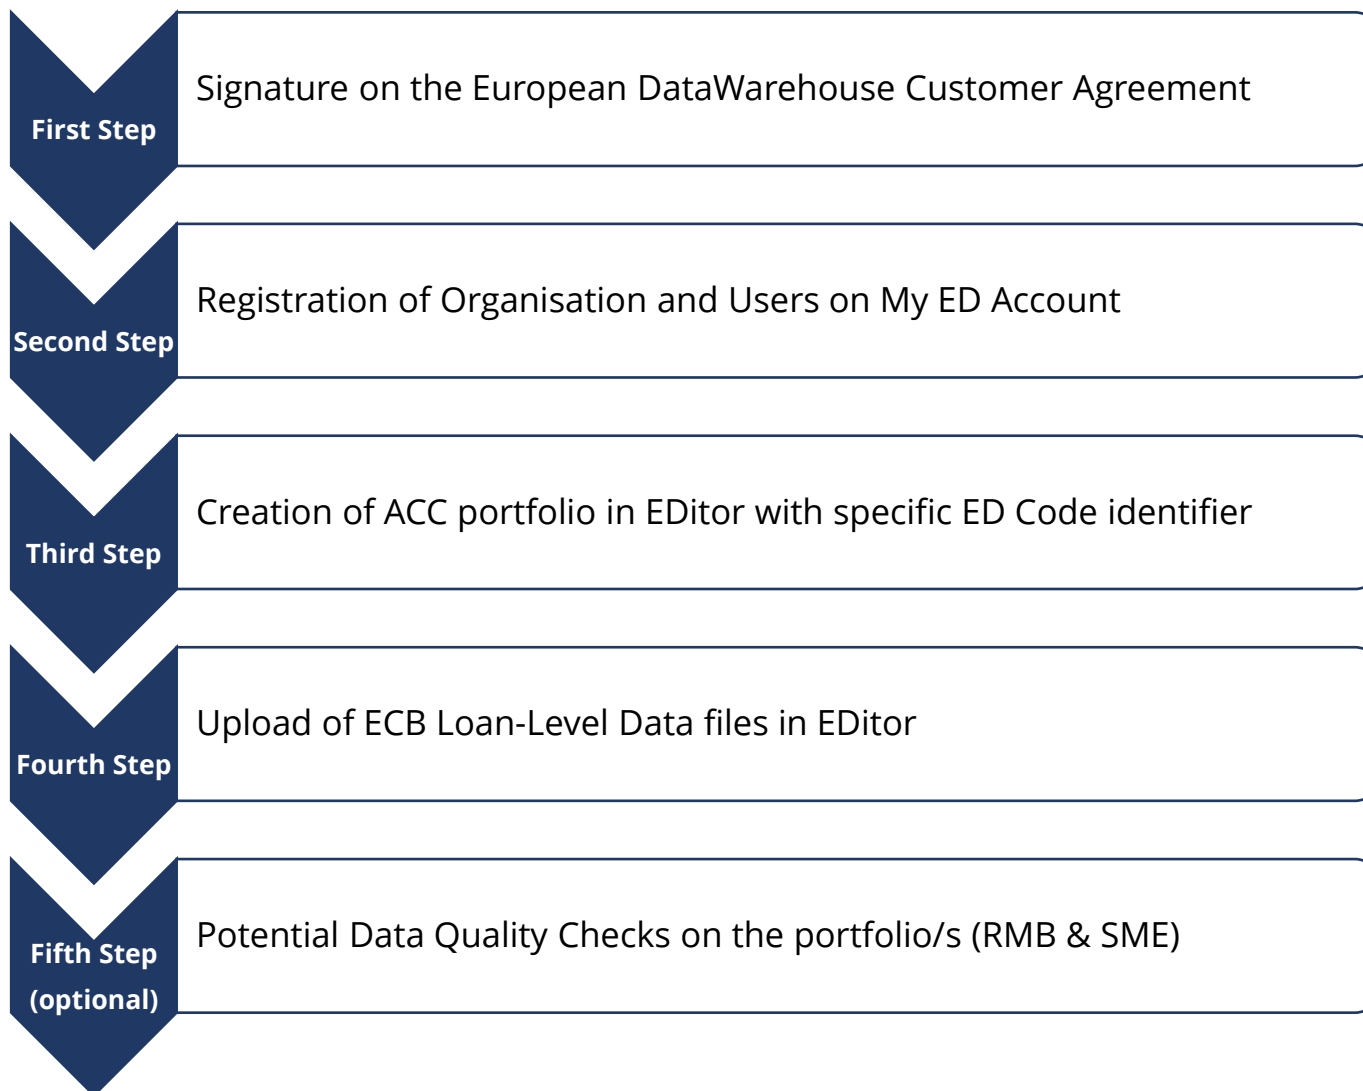 First Step
Signature on the European DataWarehouse Customer Agreement
Second Step
Registration of Organisation and Users on My ED Account
Third Step
Creation of ACC portfolio in EDitor with specific ED Code identifier
Fourth Step
Upload of ECB Loan-Level Data files in EDitor
Fifth Step
(optional)
Potential Data Quality Checks on the portfolio/s (RMB & SME)